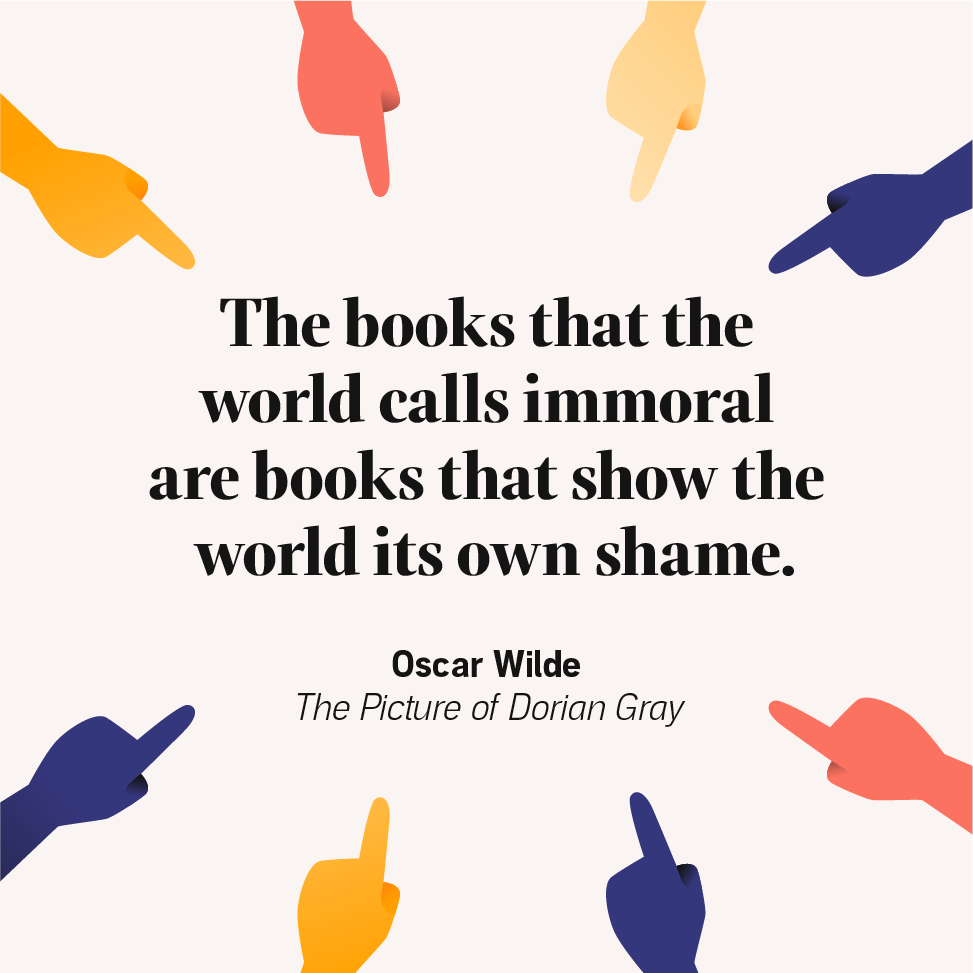 The books that the
world calls immoral
are books that show the
world its own shame.
Oscar Wilde
The Picture of Dorian Gray